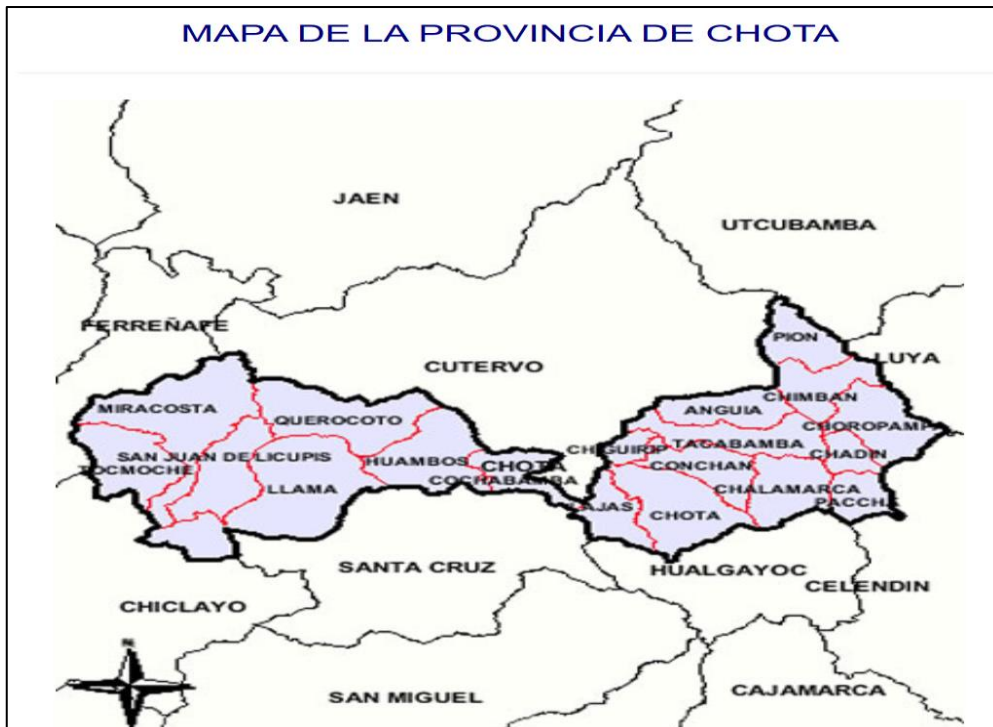 MAPA DE LA PROVINCIA DE CHOTA
JAEN
UTCUBAMBA
FERREÑAFE
PION
LUYA
CUTERVO
CHIMBAN
MIRACOSTA
ANGUIA
QUEROCOTO
CHOROPAMP
TACABAMBA
CHIGUIRIP
CHADIN
SAN JUAN DE LICUPIS
HUAMBOS
CHOTA
CONCHAN
TOCMOCHE
COCHABAMBA
LLAMA
CHALAMARCA
PACCH
LAJAS
CHOTA
SANTA CRUZ
HUALGAYOC
CELENDIN
CHICLAYO
N
CAJAMARCA
SAN MIGUEL